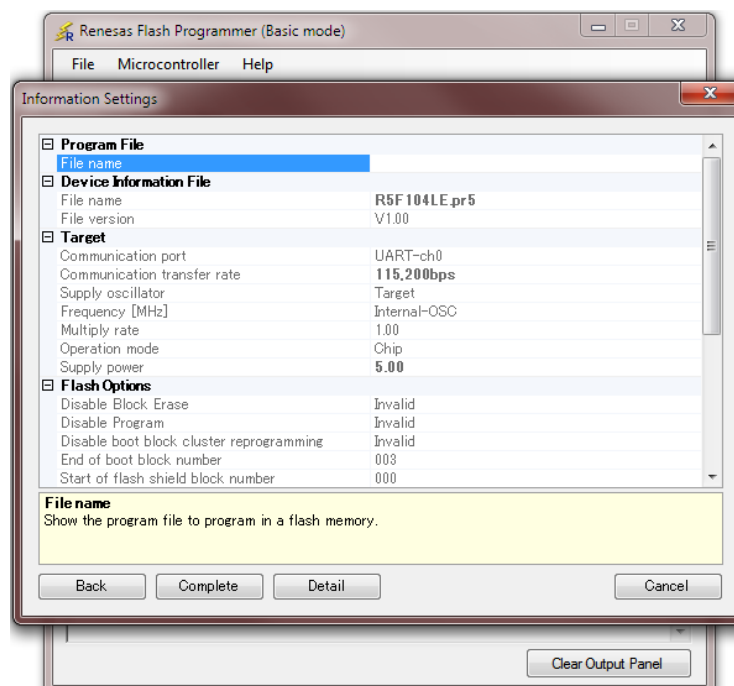 Renesas Flash Programmer (Basic mode)
File Microcontroller Help
Information Settings
Program File
File name
Device Information File
File name R5F104LE.pr5
File version V1.00
Target
Communication port UART-ch0
Communication transfer rate 115,200bps
Supply oscillator Target
Frequency [MHz] Internal-OSC
Multiply rate 1.00
Operation mode Chip
Supply power 5.00
Flash Options
Disable Block Erase Invalid
Disable Program Invalid
Disable boot block cluster reprogramming Invalid
End of boot block number 003
Start of flash shield block number 000
File name
Show the program file to program in a flash memory.
Back Complete Detail Cancel
Clear Output Panel